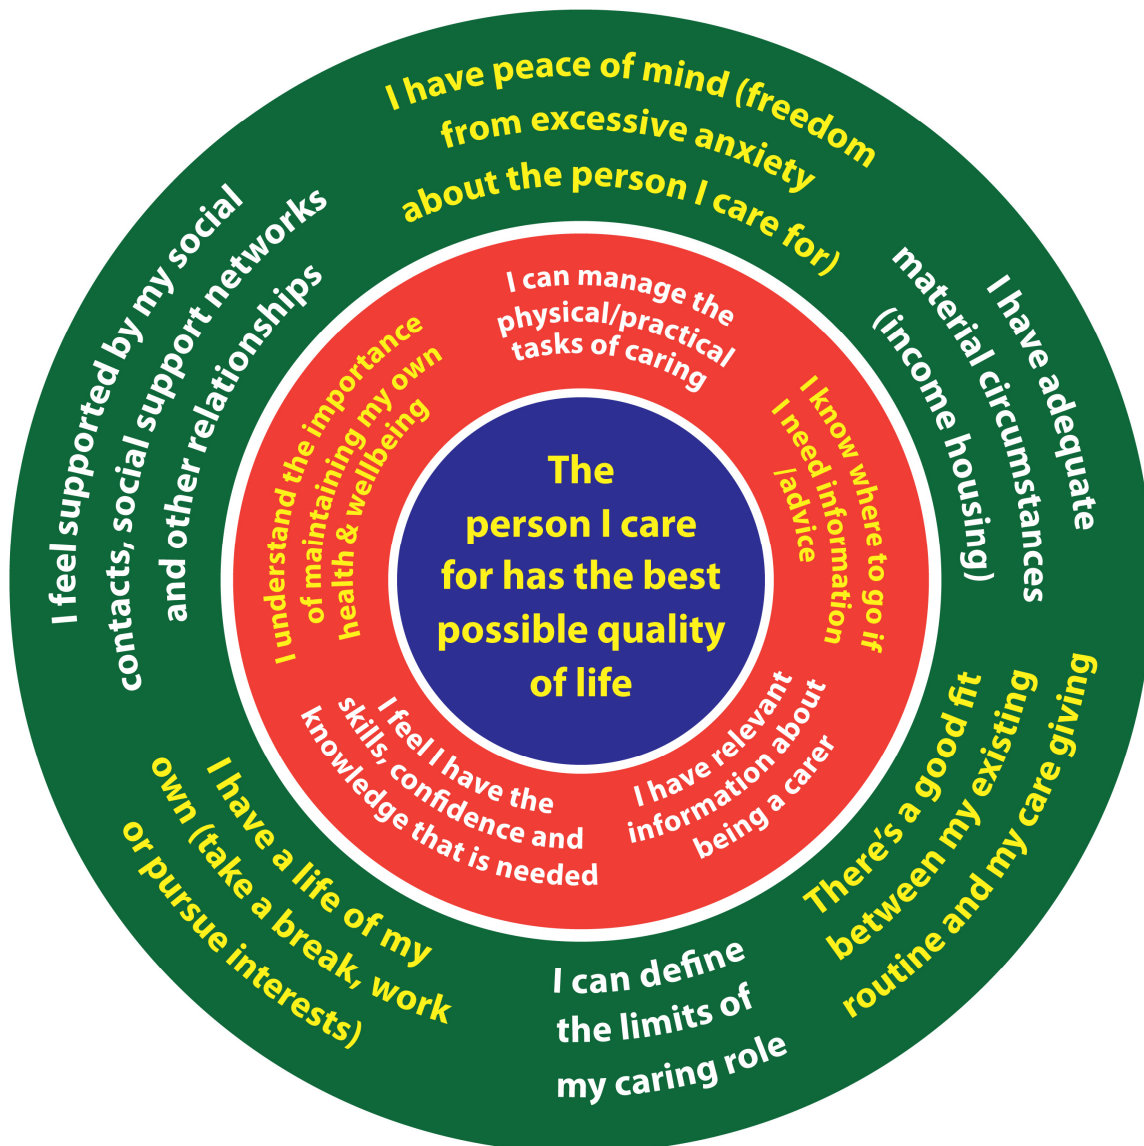 I have peace of mind (freedom
from excessive anxiety
about the person I care for)
I have adequate
material circumstances
(income housing)
There’s a good fit
between my existing
routine and my care giving
I can define
the limits of
my caring role
I have a life of my
own (take a break, work
or pursue interests)
I feel supported by my social
contacts, social support networks
and other relationships
I can manage the
physical/practical
tasks of caring
I know where to go if
I need information
/advice
I have relevant
information about
being a carer
I feel I have the
skills, confidence and
knowledge that is needed
I understand the importance
of maintaining my own
health & wellbeing
The
person I care
for has the best
possible quality
of life